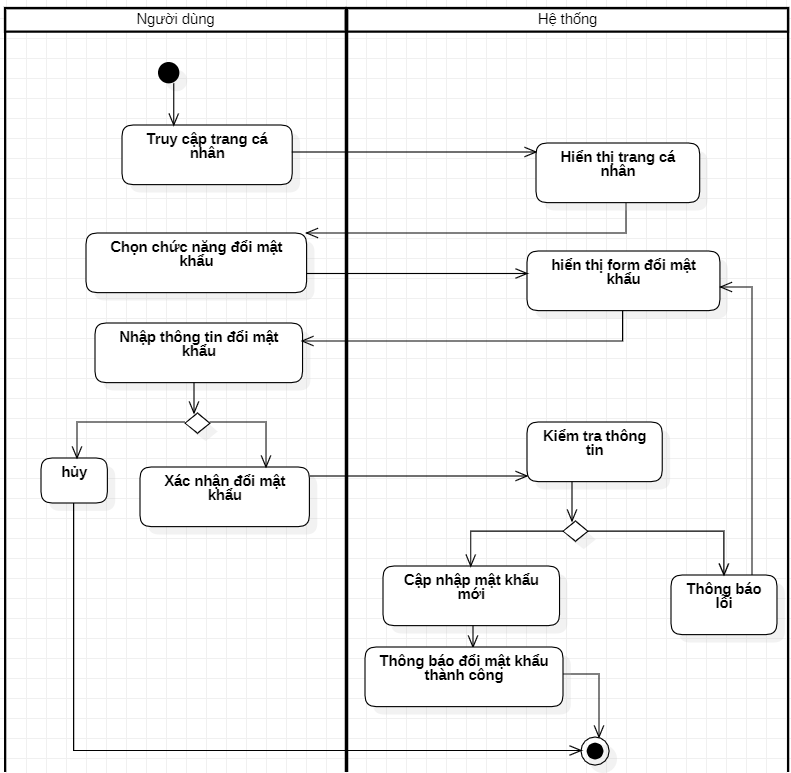 Người dùng
Hệ thống
Truy cập trang cá
nhân
Hiển thị trang cá
nhân
Chọn chức năng đổi mật
khẩu
hiển thị form đổi mật
khẩu
Nhập thông tin đổi mật
khẩu
Kiểm tra thông
tin
hủy
Xác nhận đổi mật
khẩu
Cập nhập mật khẩu
mới
Thông báo
lỗi
Thông báo đổi mật khẩu
thành công